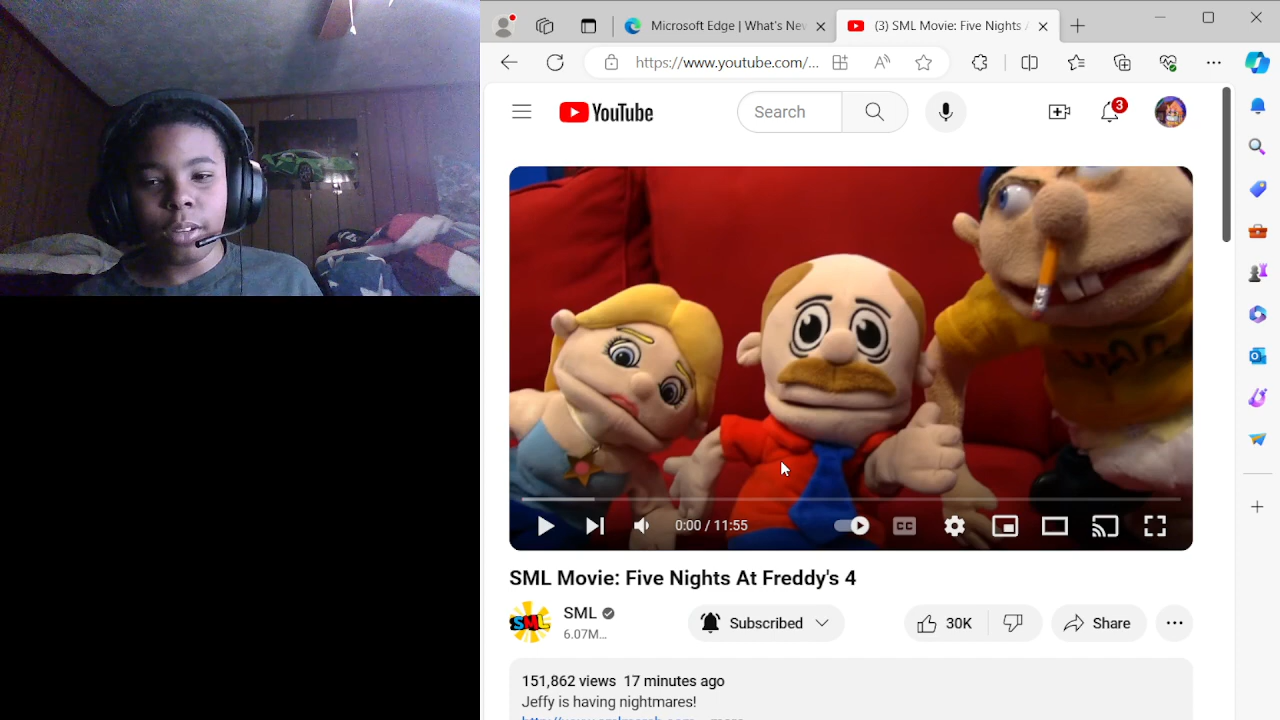 Microsoft Edge | What's Nev
(3) SML Movie: Five Nights A
https://www.youtube.com/...
YouTube
Search
3
0:00 / 11:55
CC
SML Movie: Five Nights At Freddy's 4
SML
SML
6.07M...
Subscribed
30K
Share
151,862 views 17 minutes ago
Jeffy is having nightmares!